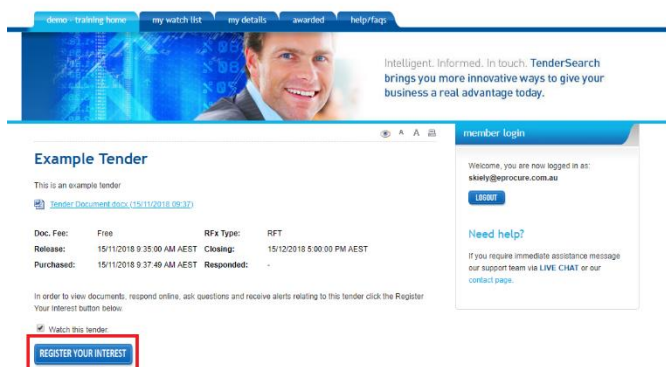 demo - training home my watch list my details awarded help/faqs
Intelligent. Informed. In touch. TenderSearch
brings you more innovative ways to give your
business a real advantage today.
A A
member login
Example Tender
This is an example tender
Tender Document.docx (15/11/2018 09:37)
Doc. Fee: Free RFx Type: RFT
Release: 15/11/2018 9:35:00 AM AEST Closing: 15/12/2018 5:00:00 PM AEST
Purchased: 15/11/2018 9:37:49 AM AEST Responded: -
In order to view documents, respond online, ask questions and receive alerts relating to this tender click the Register
Your Interest button below.
Watch this tender.
REGISTER YOUR INTEREST
Welcome, you are now logged in as:
skiely@eprocure.com.au
LOGOUT
Need help?
If you require immediate assistance message
our support team via LIVE CHAT or our
contact page.